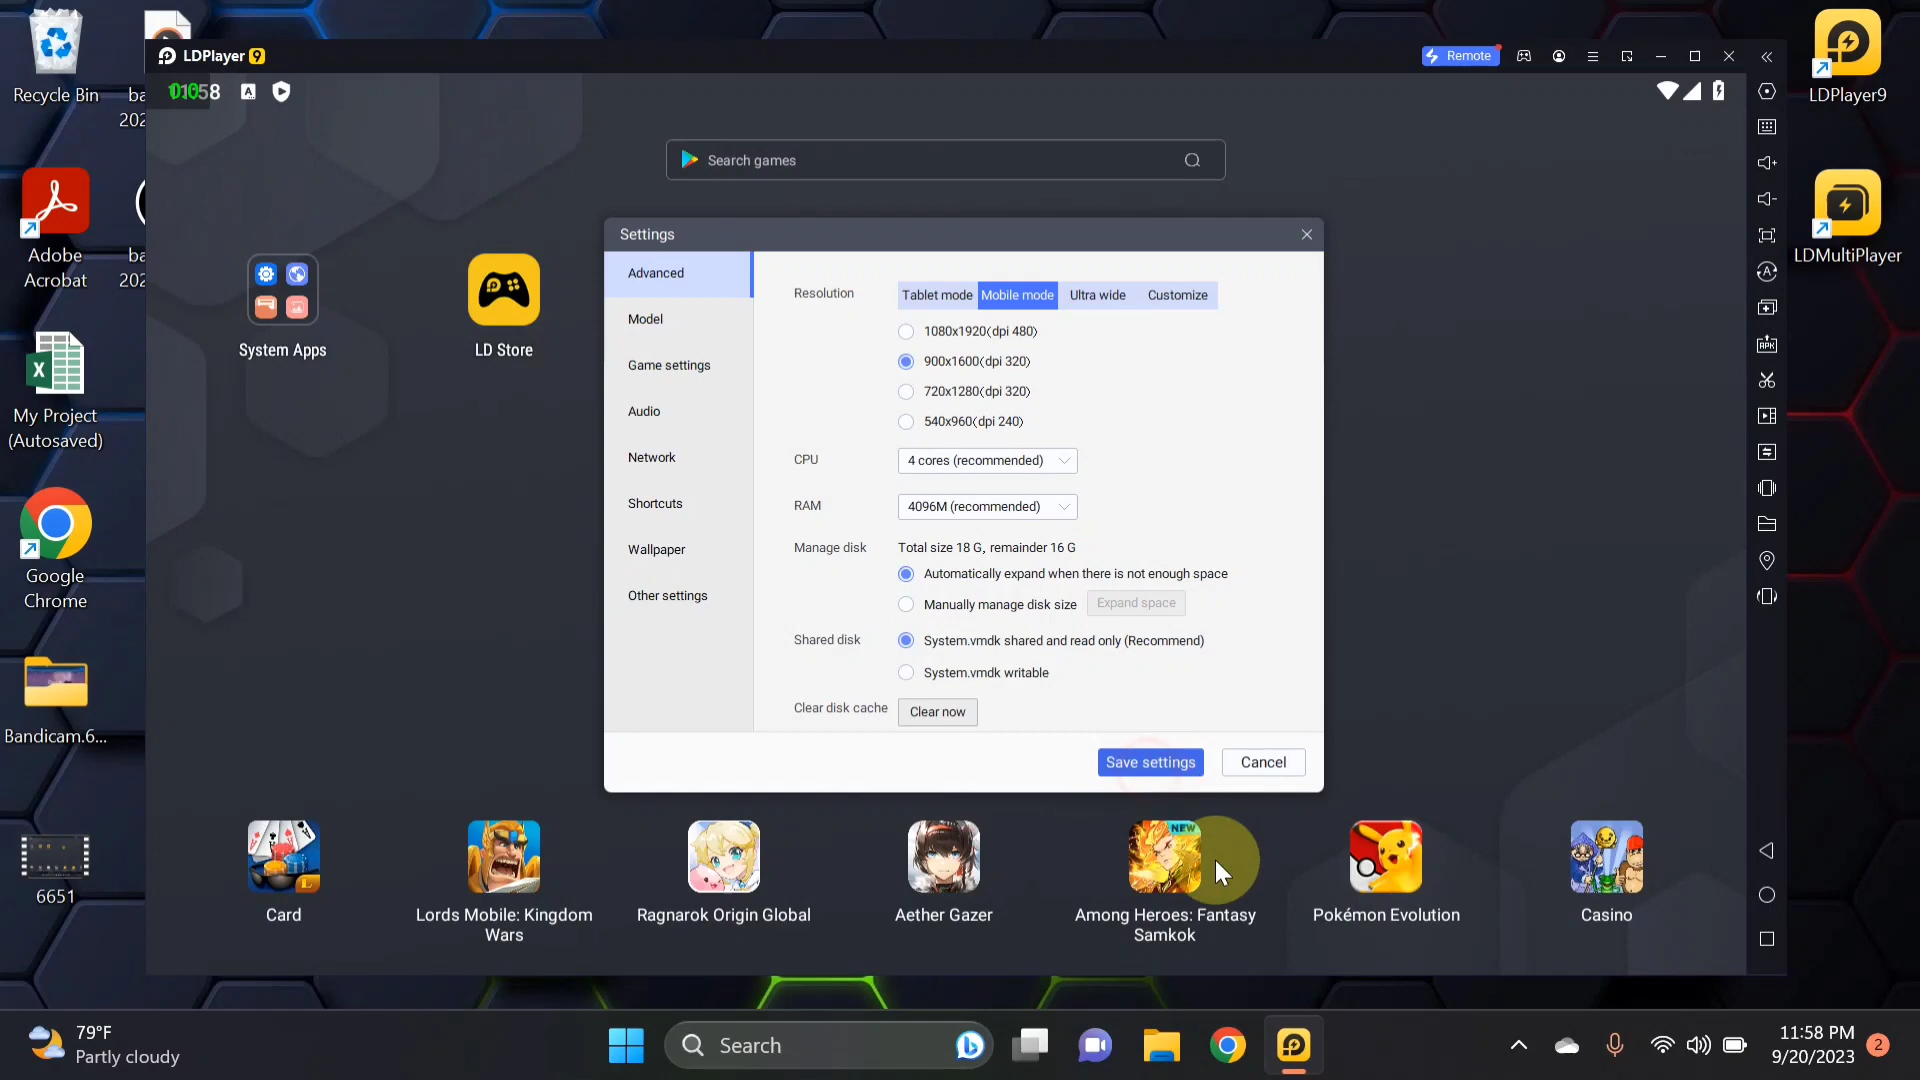 Recycle Bin
ba
202
Adobe
Acrobat
ba
202
My Project
(Autosaved)
Google
Chrome
Bandicam.6...
6651
LDPlayer 9
Remote
Search games
System Apps
LD Store
Settings
Advanced
Model
Game settings
Audio
Network
Shortcuts
Wallpaper
Other settings
Resolution
Tablet mode Mobile mode Ultra wide Customize
1080x1920(dpi 480)
900x1600(dpi 320)
720x1280(dpi 320)
540x960(dpi 240)
CPU 4 cores (recommended)
RAM 4096M (recommended)
Manage disk Total size 18 G, remainder 16 G
Automatically expand when there is not enough space
Manually manage disk size Expand space
Shared disk System.vmdk shared and read only (Recommend)
System.vmdk writable
Clear disk cache Clear now
Save settings Cancel
Card
Lords Mobile: Kingdom
Wars
Ragnarok Origin Global
Aether Gazer
NEW
Among Heroes: Fantasy
Samkok
Pokémon Evolution
Casino
APK
LDPlayer9
LDMultiPlayer
79°F
Partly cloudy
Search
11:58 PM
9/20/2023
2